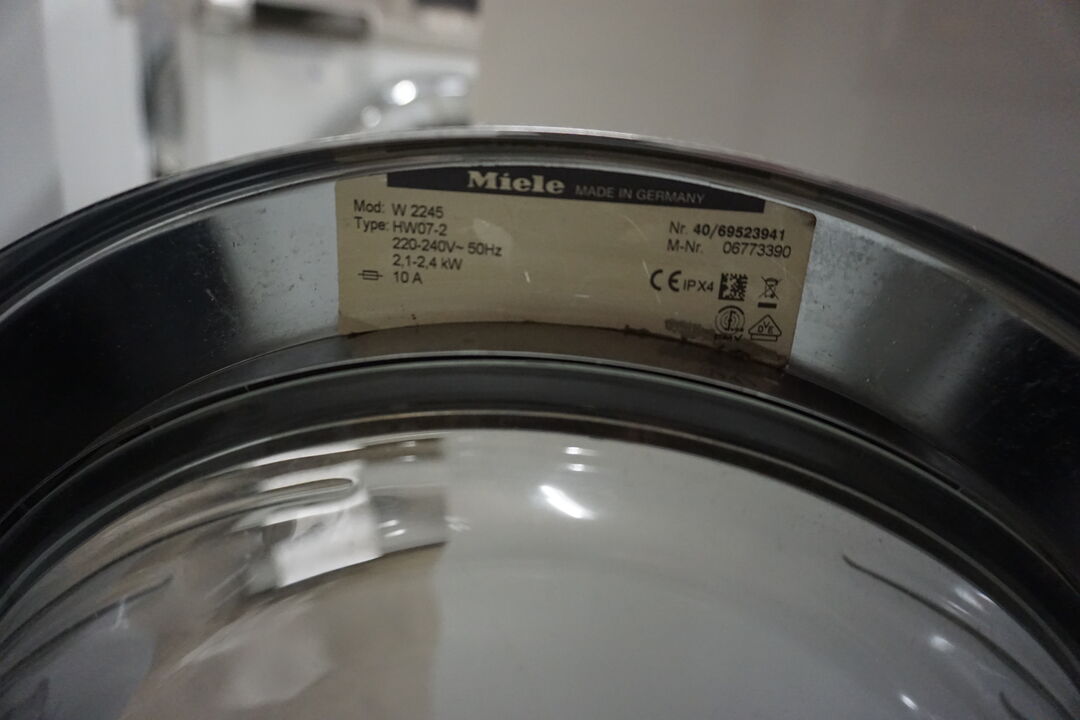 Miele MADE IN GERMANY
Mod: W 2245
Type: HW07-2
220-240V~ 50Hz
2,1-2,4 kW
10 A
Nr. 40/69523941
M-Nr. 06773390
CE IPX4
OVE